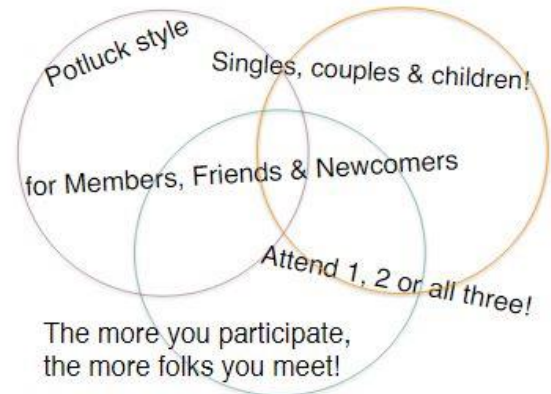 Potluck style
Singles, couples & children!
for Members, Friends & Newcomers
Attend 1, 2 or all three!
The more you participate,
the more folks you meet!